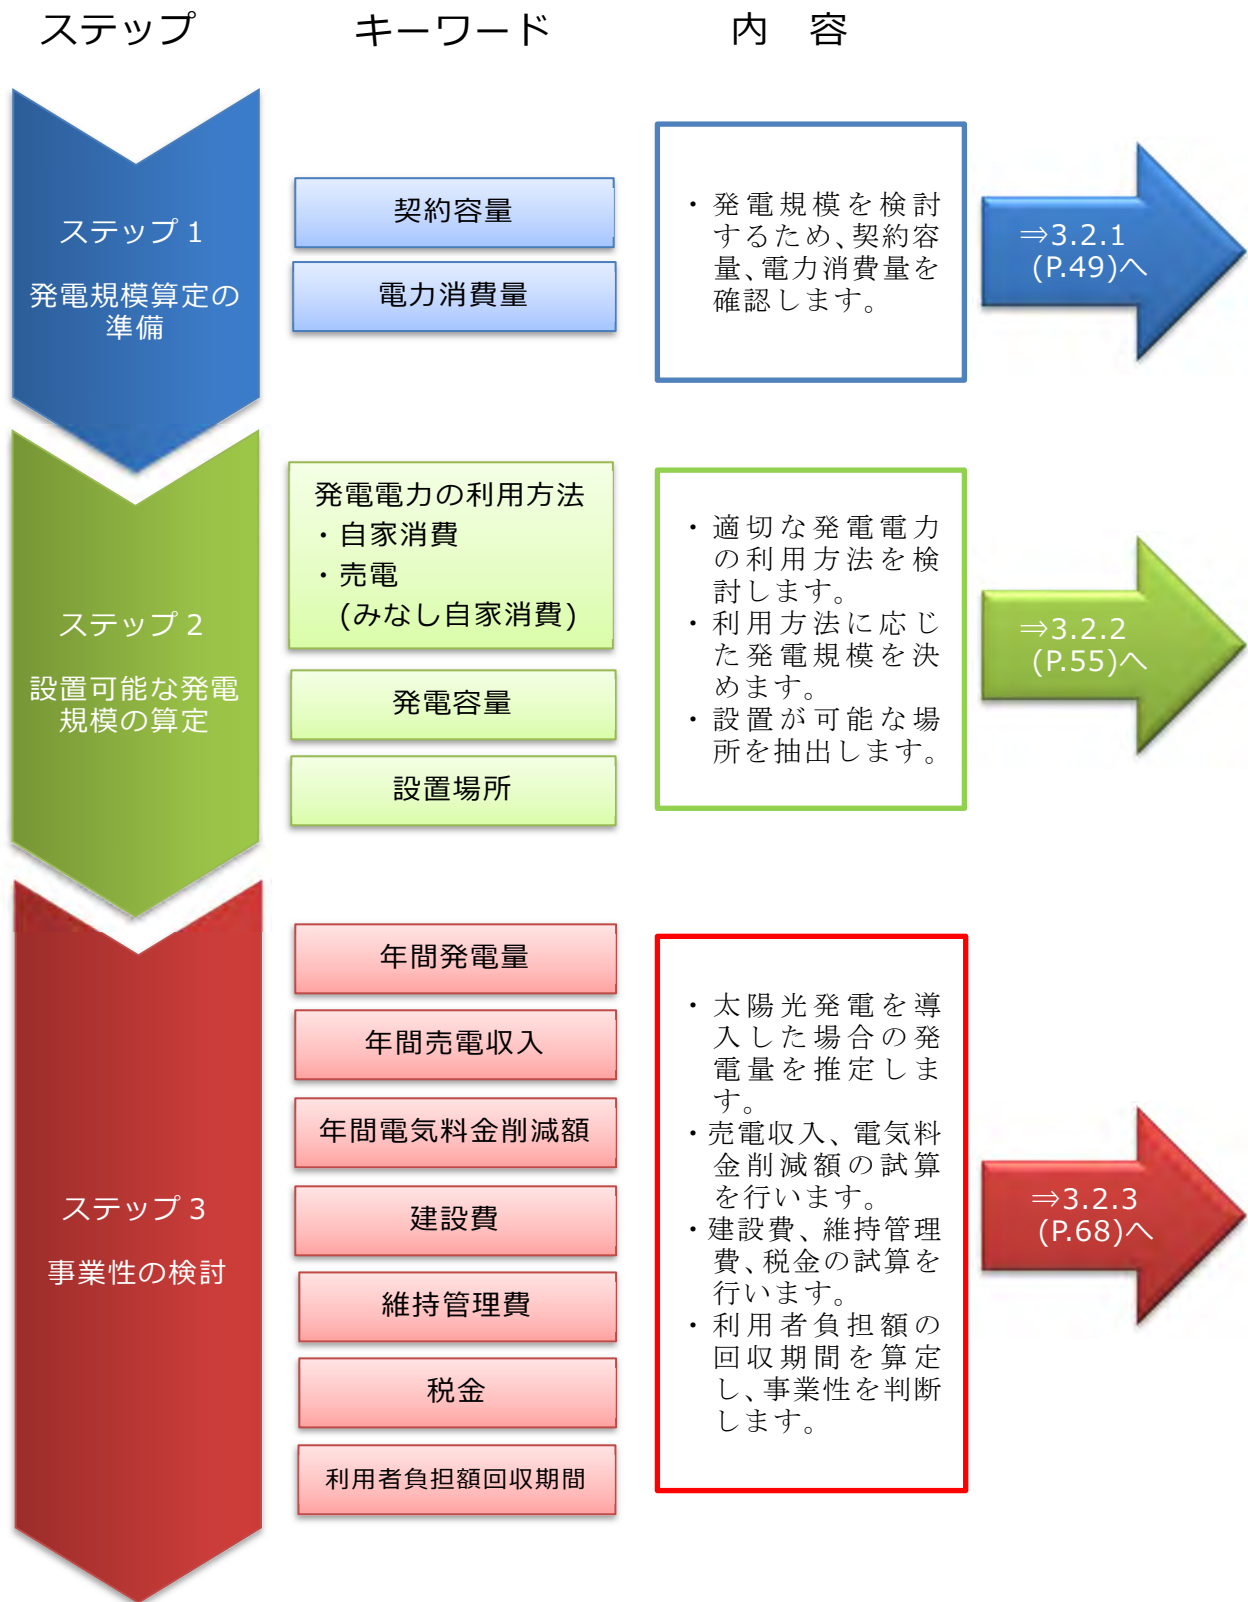 ステップ キーワード 内　容
ステップ 1
発電規模算定の
準備
契約容量
電力消費量
・発電規模を検討
するため、契約容
量、電力消費量を
確認します。
⇒3.2.1
(P.49)へ
ステップ 2
設置可能な発電
規模の算定
発電電力の利用方法
・自家消費
・売電
(みなし自家消費)
発電容量
設置場所
・適切な発電電力
の利用方法を検
討します。
・利用方法に応じ
た発電規模を決
めます。
・設置が可能な場
所を抽出します。
⇒3.2.2
(P.55)へ
ステップ 3
事業性の検討
年間発電量
年間売電収入
年間電気料金削減額
建設費
維持管理費
税金
利用者負担額回収期間
・太陽光発電を導
入した場合の発
電量を推定しま
す。
・売電収入、電気料
金削減額の試算
を行います。
・建設費、維持管理
費、税金の試算を
行います。
・利用者負担額の
回収期間を算定
し、事業性を判断
します。
⇒3.2.3
(P.68)へ